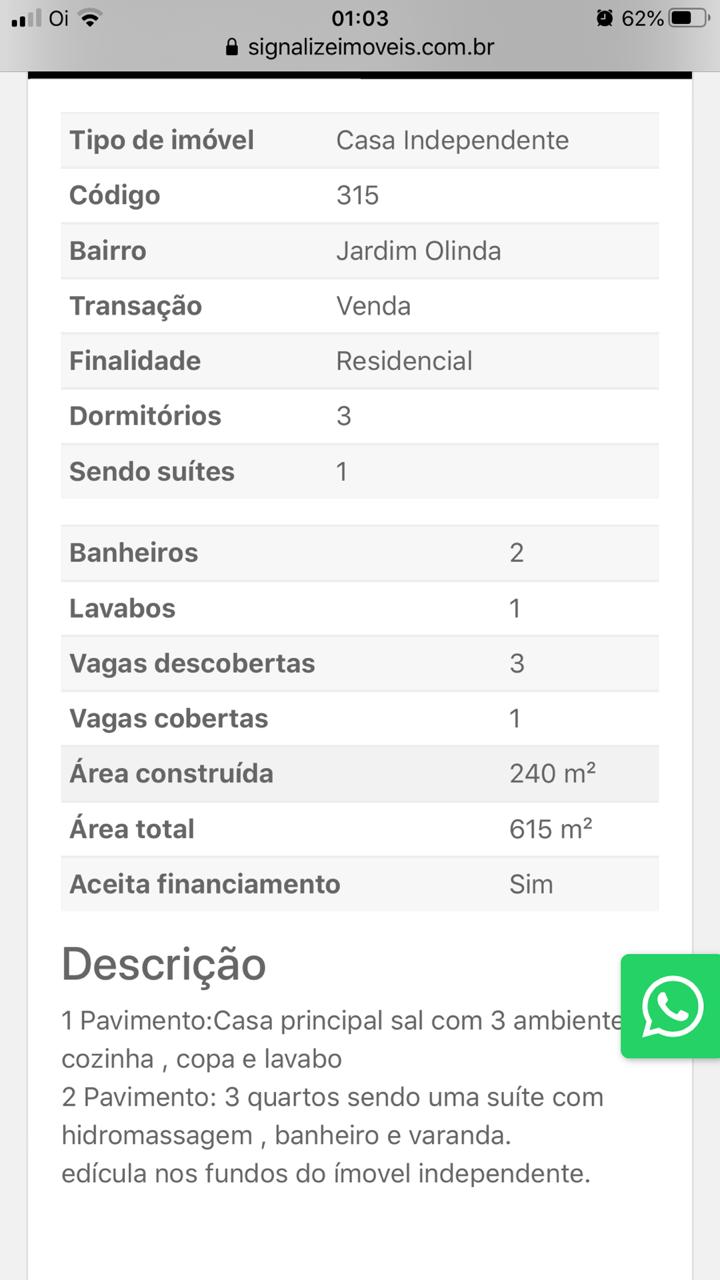 Oi 01:03 62%
signalizeimoveis.com.br
Tipo de imóvel Casa Independente
Código 315
Bairro Jardim Olinda
Transação Venda
Finalidade Residencial
Dormitórios 3
Sendo suítes 1
Banheiros 2
Lavabos 1
Vagas descobertas 3
Vagas cobertas 1
Área construída 240 m²
Área total 615 m²
Aceita financiamento Sim
Descrição
1 Pavimento:Casa principal sal com 3 ambiente
cozinha , copa e lavabo
2 Pavimento: 3 quartos sendo uma suíte com
hidromassagem , banheiro e varanda.
edícula nos fundos do ímovel independente.